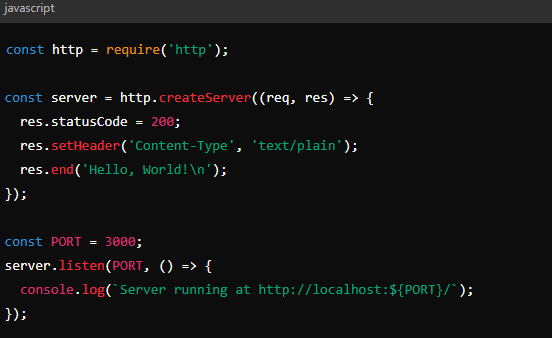 javascript
const http = require('http');
const server = http.createServer((req, res) => {
  res.statusCode = 200;
  res.setHeader('Content-Type', 'text/plain');
  res.end('Hello, World!\n');
});
const PORT = 3000;
server.listen(PORT, () => {
  console.log(`Server running at http://localhost:${PORT}/`);
});